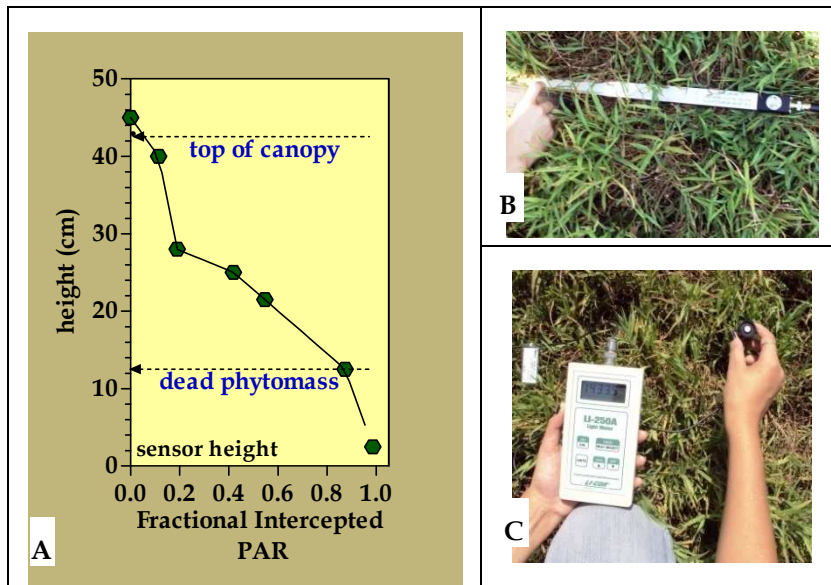 50
40
30
20
10
0
height (cm)
top of canopy
dead phytomass
sensor height
0.0 0.2 0.4 0.6 0.8 1.0
Fractional Intercepted
PAR
A
B
LI-250A
Light Meter
LI-COR
C